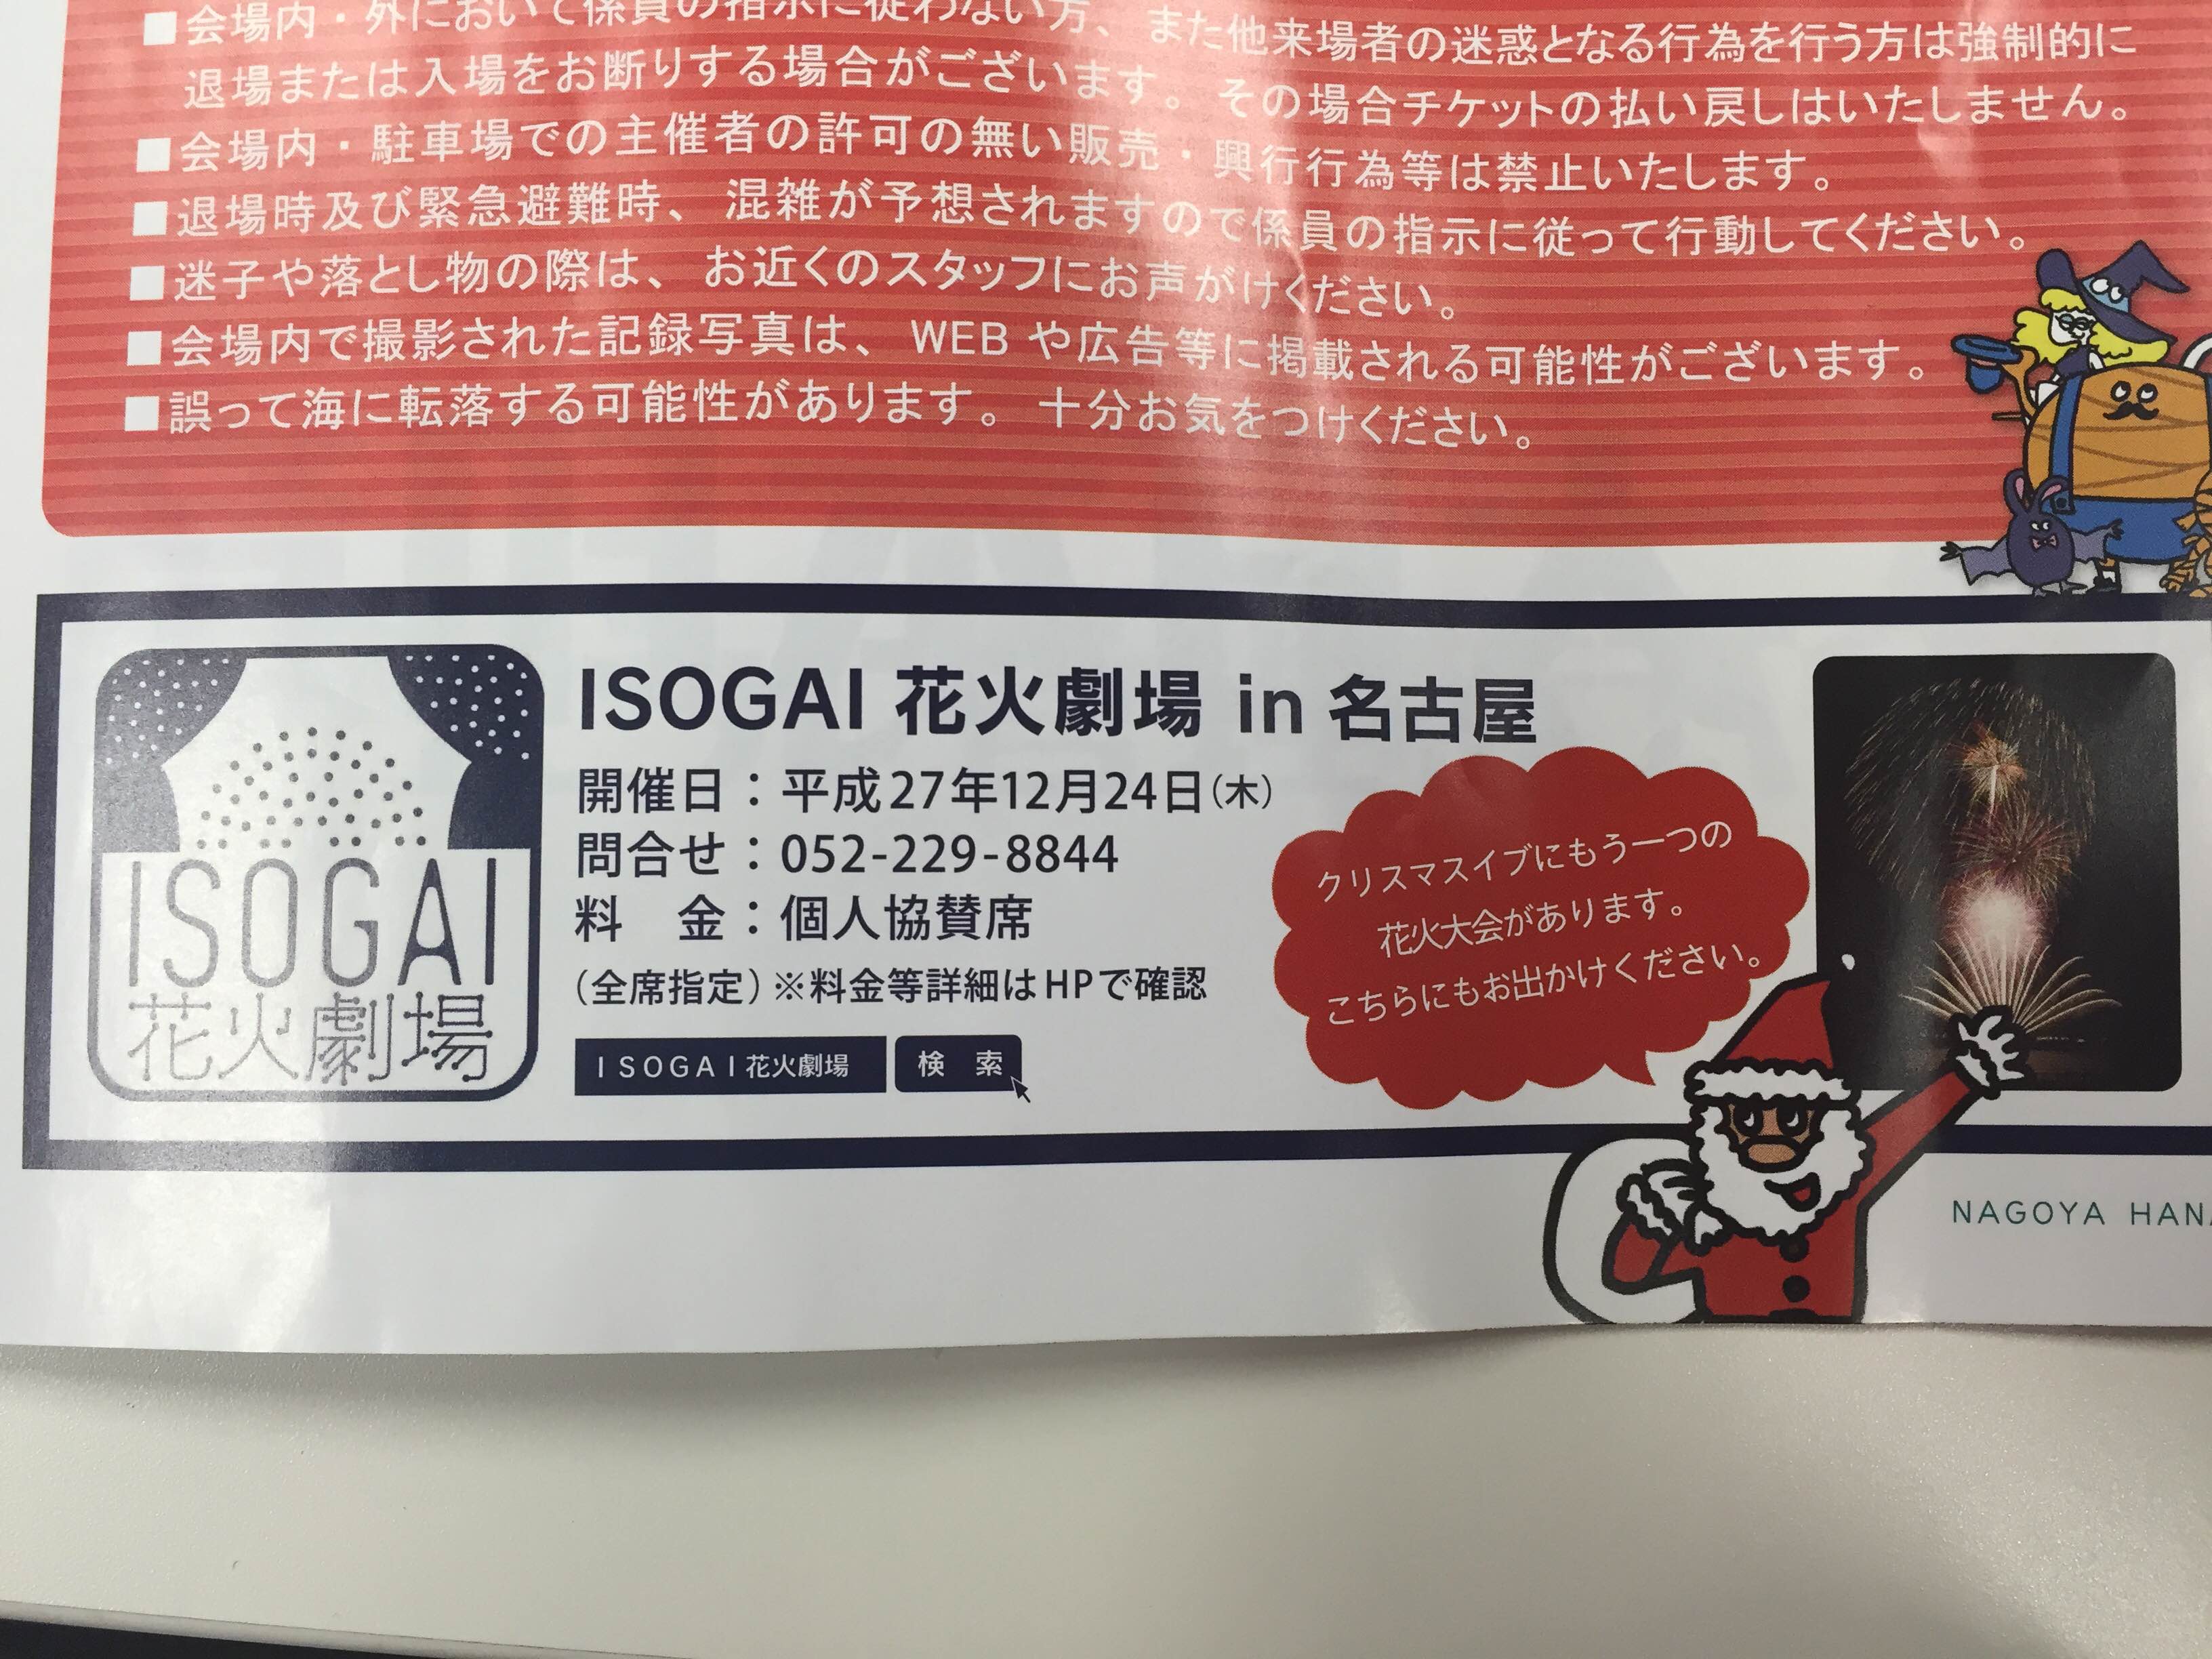 ■会場内・外において係員の指示に従わない方、また他来場者の迷惑となる行為を行う方は強制的に
退場または入場をお断りする場合がございます。その場合チケットの払い戻しはいたしません。
■会場内・駐車場での主催者の許可の無い販売・興行行為等は禁止いたします。
■退場時及び緊急避難時、混雑が予想されますので係員の指示に従って行動してください。
■迷子や落とし物の際は、お近くのスタッフにお声がけください。
■会場内で撮影された記録写真は、WEBや広告等に掲載される可能性がございます。
■誤って海に転落する可能性があります。十分お気をつけください。
ISOGAI
花火劇場
ISOGAI 花火劇場 in 名古屋
開催日：平成27年12月24日（木）
問合せ：052-229-8844
料　金：個人協賛席
（全席指定）※料金等詳細はHPで確認
ISOGAI花火劇場 検 索
クリスマスイブにもう一つの
花火大会があります。
こちらにもお出かけください。
NAGOYA HANA